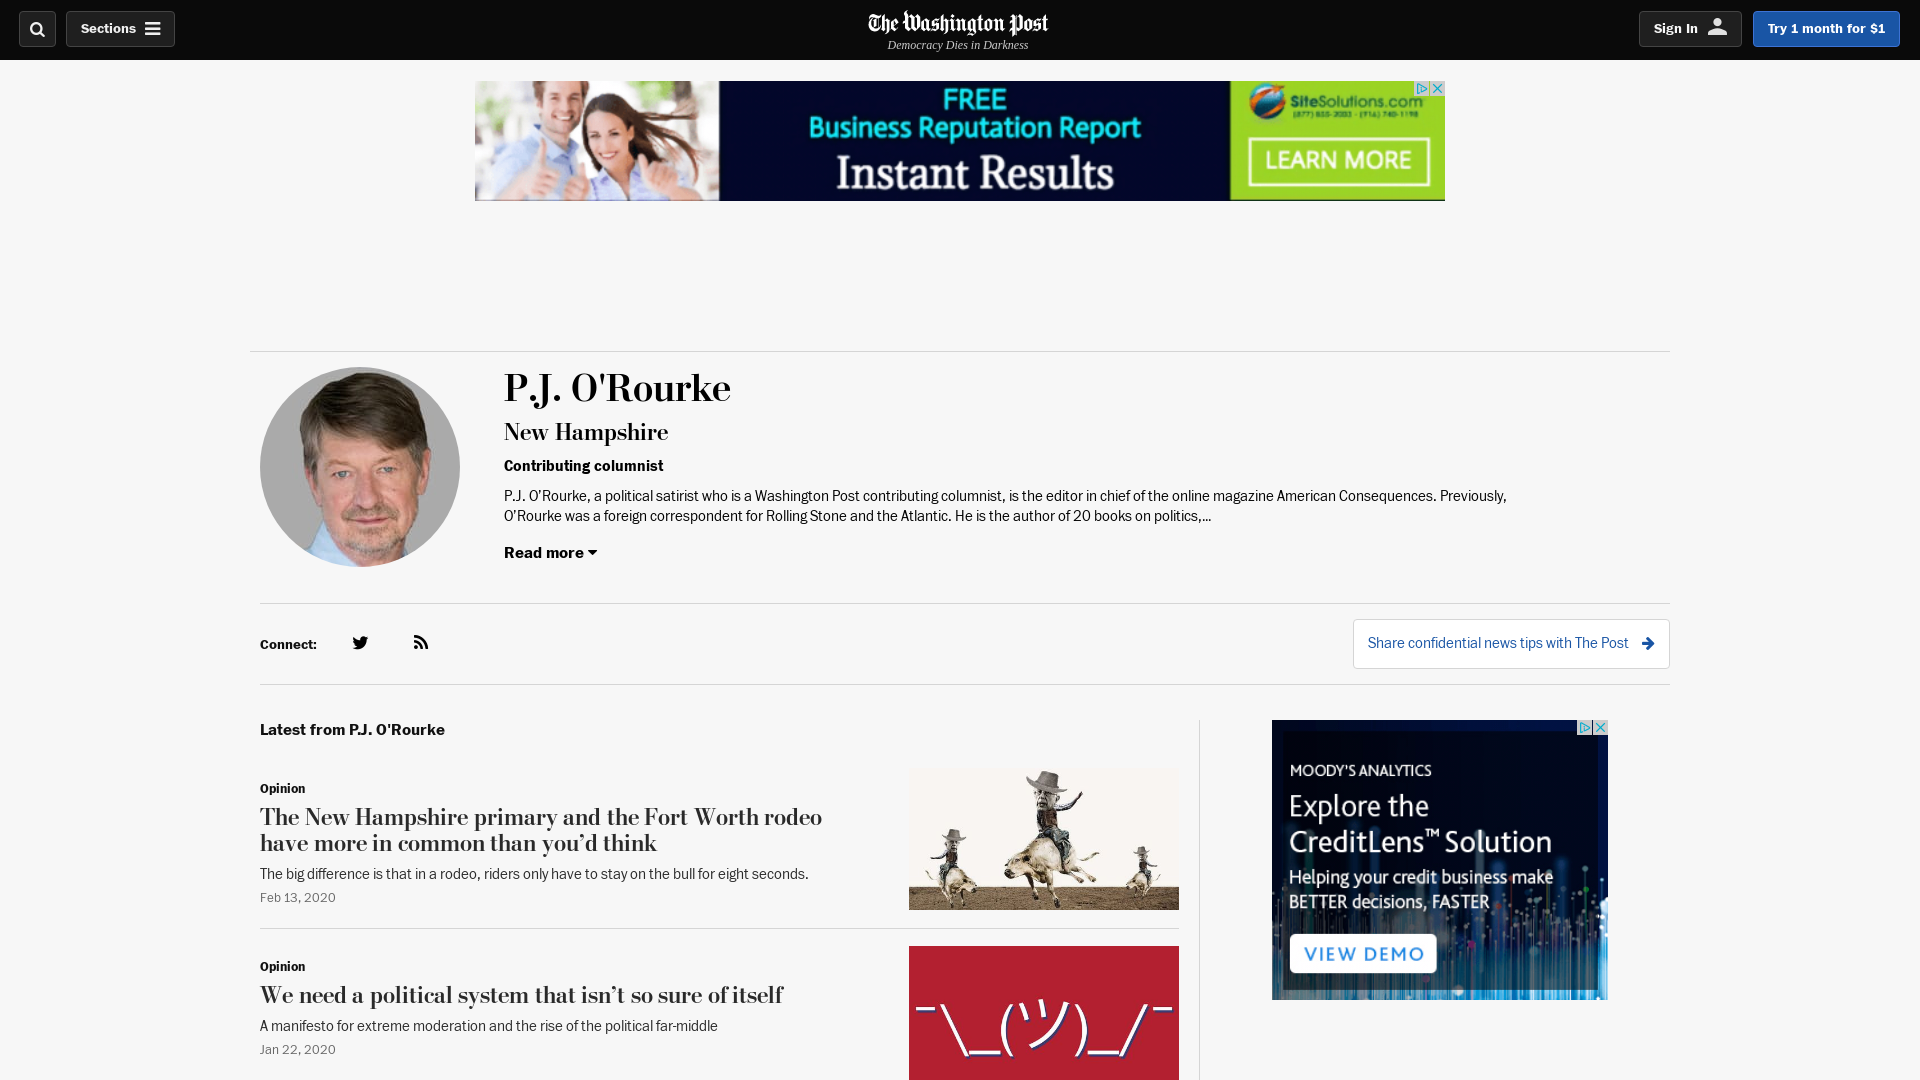 Sections
The Washington Post
Democracy Dies in Darkness
Sign In
Try 1 month for $1
FREE
Business Reputation Report
Instant Results
SiteSolutions.com
LEARN MORE
P.J. O'Rourke
New Hampshire
Contributing columnist
P.J. O’Rourke, a political satirist who is a Washington Post contributing columnist, is the editor in chief of the online magazine American Consequences. Previously,
O’Rourke was a foreign correspondent for Rolling Stone and the Atlantic. He is the author of 20 books on politics,...
Read more
Connect:
Share confidential news tips with The Post
Latest from P.J. O'Rourke
Opinion
The New Hampshire primary and the Fort Worth rodeo
have more in common than you’d think
The big difference is that in a rodeo, riders only have to stay on the bull for eight seconds.
Feb 13, 2020
Opinion
We need a political system that isn’t so sure of itself
A manifesto for extreme moderation and the rise of the political far-middle
Jan 22, 2020
¯\_(ツ)_/¯
MOODY'S ANALYTICS
Explore the
CreditLens™ Solution
Helping your credit business make
BETTER decisions, FASTER
VIEW DEMO